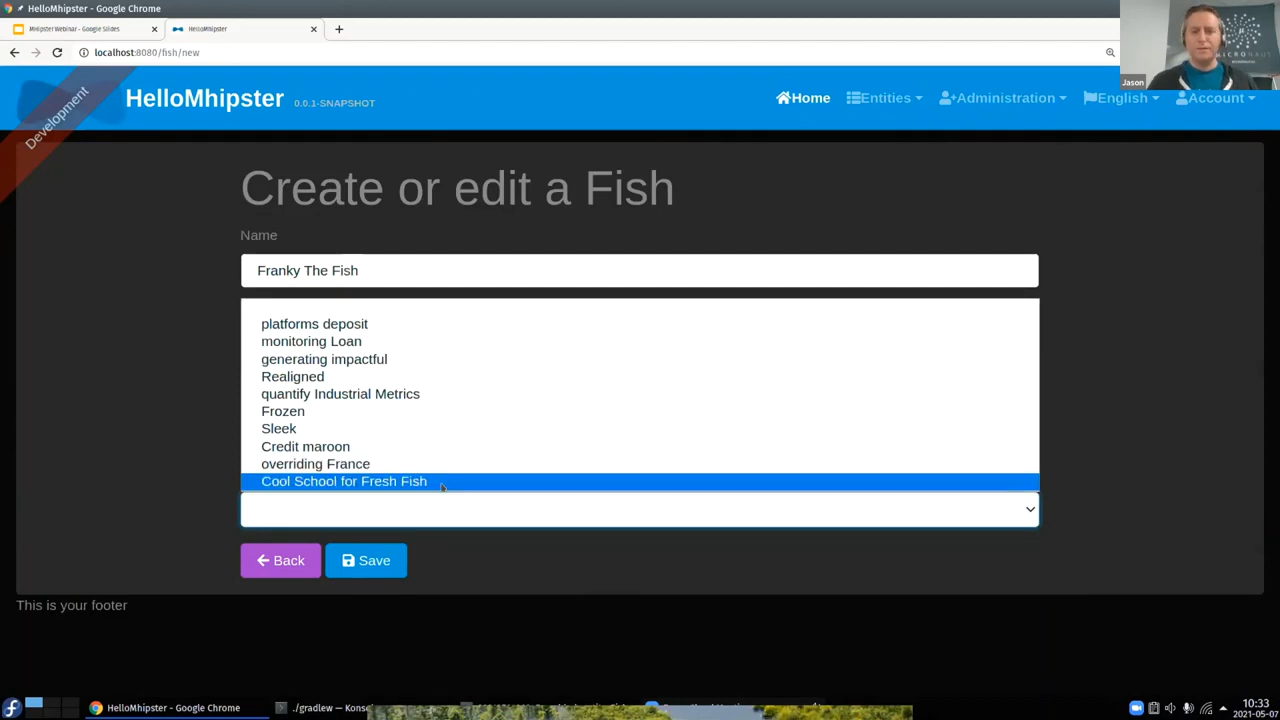 HelloMhipster - Google Chrome
MHipster Webinar - Google Slides
HelloMhipster
localhost:8080/fish/new
Jason
Development
HelloMhipster 0.0.1-SNAPSHOT
Home
Entities
Administration
English
Account
Create or edit a Fish
Name
Franky The Fish
platforms deposit
monitoring Loan
generating impactful
Realigned
quantify Industrial Metrics
Frozen
Sleek
Credit maroon
overriding France
Cool School for Fresh Fish
Back
Save
This is your footer
HelloMhipster - Google Chrome
./gradlew — Konsole
10:33
2021-05-07